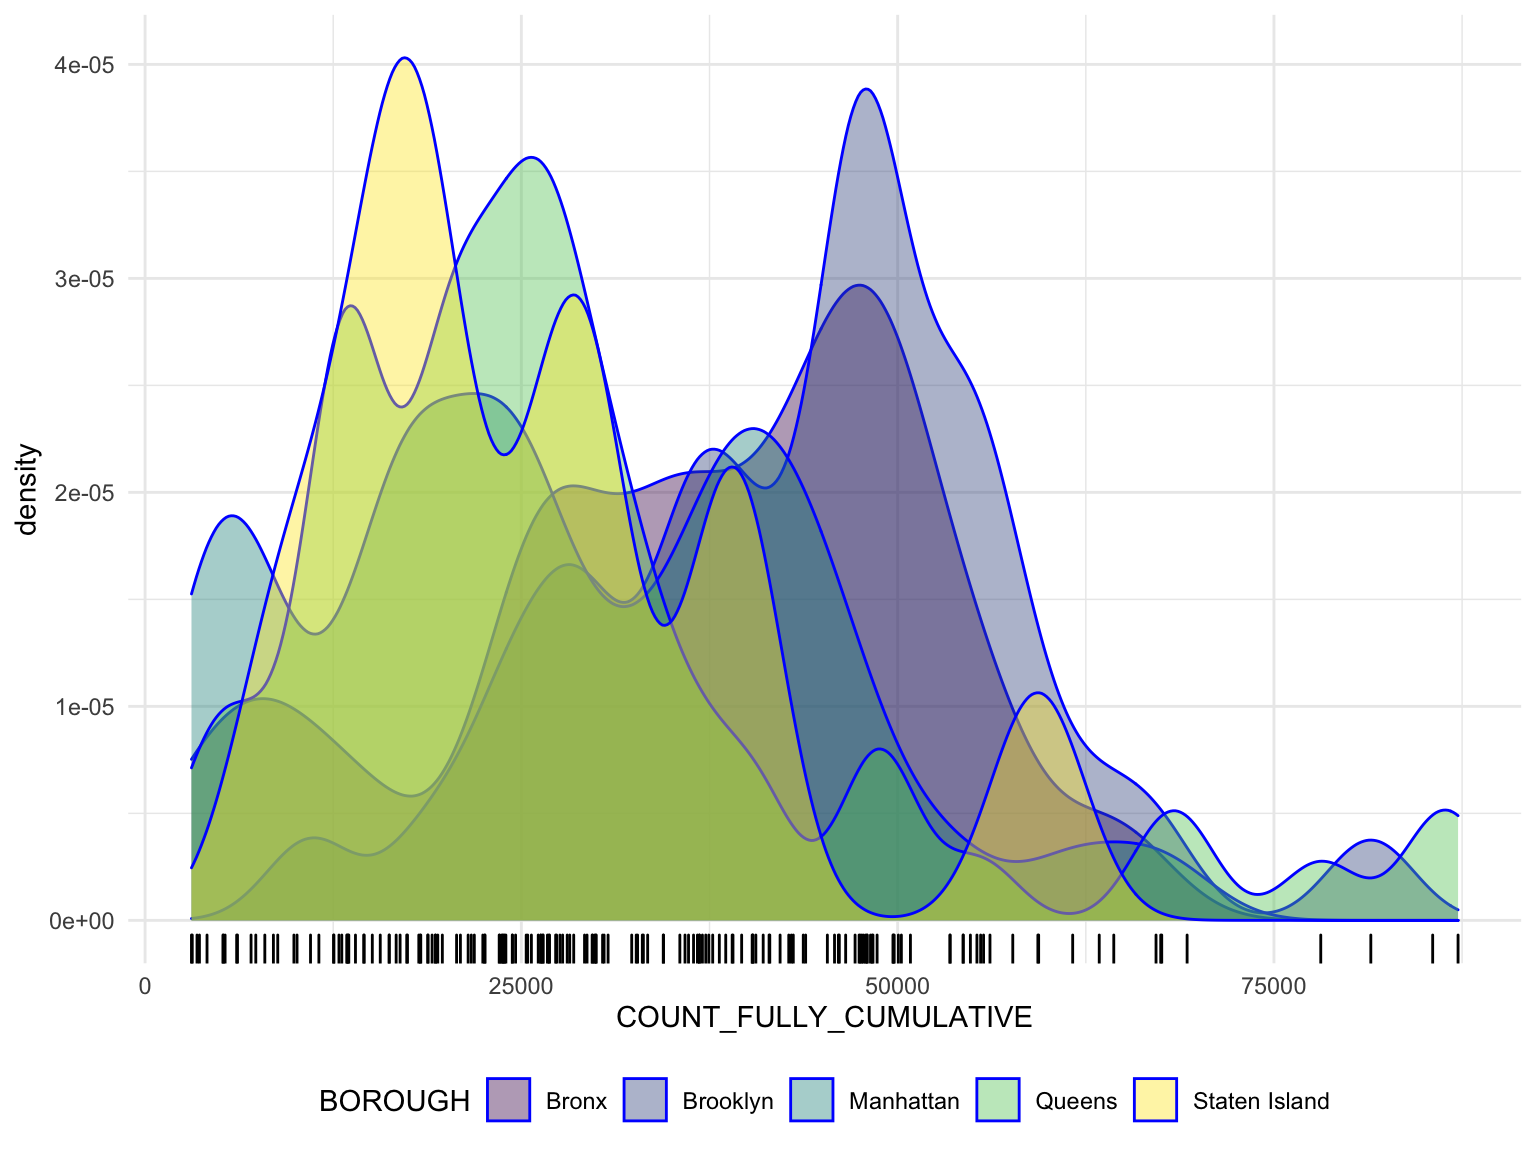 4e-05
3e-05
2e-05
1e-05
0e+00
density
0 25000 50000 75000
COUNT_FULLY_CUMULATIVE
BOROUGH Bronx Brooklyn Manhattan Queens Staten Island